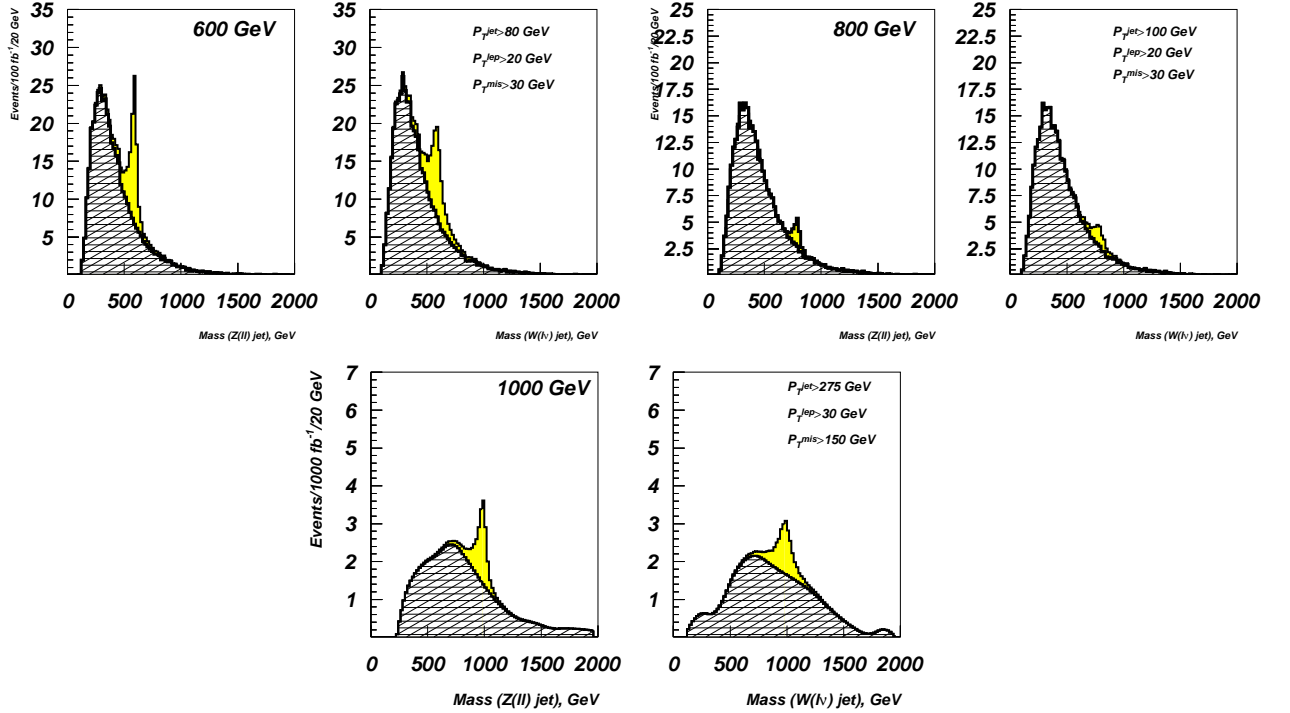 Events/100 fb⁻¹/20 GeV
600 GeV
35
30
25
20
15
10
5
0 500 1000 1500 2000
Mass (Z(ll) jet), GeV
P_T^jet>80 GeV
P_T^lep>20 GeV
P_T^mis>30 GeV
35
30
25
20
15
10
5
0 500 1000 1500 2000
Mass (W(lν) jet), GeV
Events/100 fb⁻¹/20 GeV
800 GeV
25
22.5
20
17.5
15
12.5
10
7.5
5
2.5
0 500 1000 1500 2000
Mass (Z(ll) jet), GeV
P_T^jet>100 GeV
P_T^lep>20 GeV
P_T^mis>30 GeV
25
22.5
20
17.5
15
12.5
10
7.5
5
2.5
0 500 1000 1500 2000
Mass (W(lν) jet), GeV
Events/1000 fb⁻¹/20 GeV
1000 GeV
7
6
5
4
3
2
1
0 500 1000 1500 2000
Mass (Z(ll) jet), GeV
P_T^jet>275 GeV
P_T^lep>30 GeV
P_T^mis>150 GeV
7
6
5
4
3
2
1
0 500 1000 1500 2000
Mass (W(lν) jet), GeV